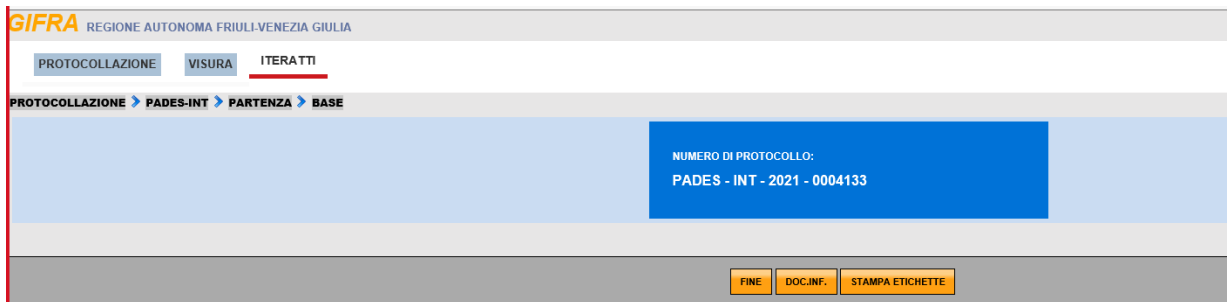 GIFRA REGIONE AUTONOMA FRIULI-VENEZIA GIULIA
PROTOCOLLAZIONE VISURA ITERATTI
PROTOCOLLAZIONE PADES-INT PARTENZA BASE
NUMERO DI PROTOCOLLO:
PADES - INT - 2021 - 0004133
FINE DOC.INF. STAMPA ETICHETTE